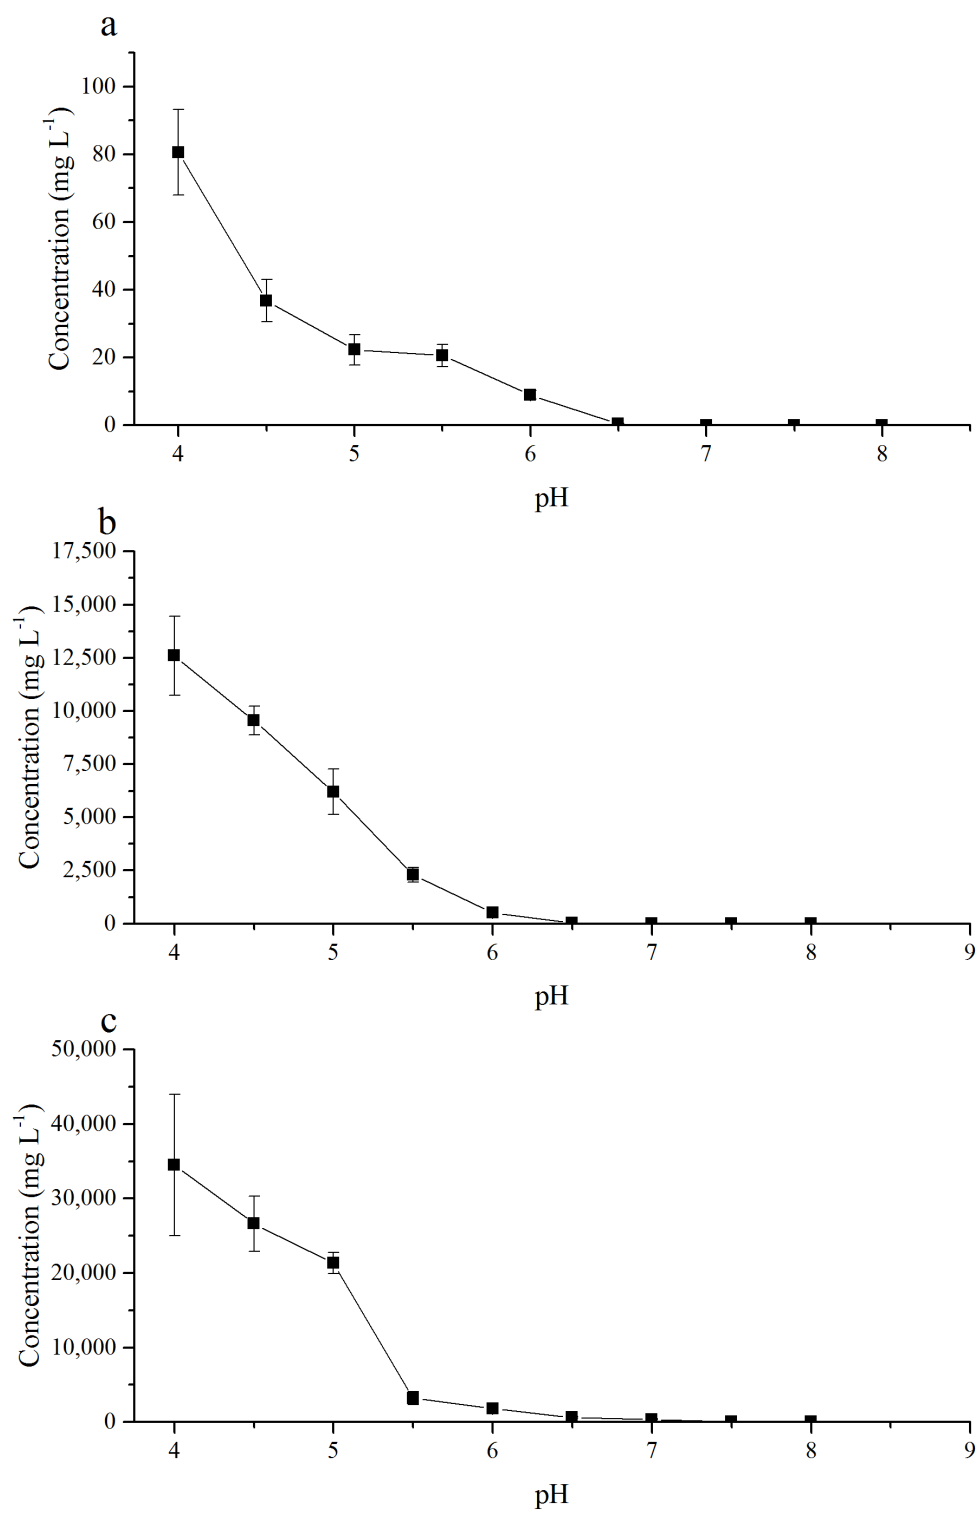 a
100
80
60
40
20
0
Concentration (mg L⁻¹)
4 5 6 7 8
pH
b
17,500
15,000
12,500
10,000
7,500
5,000
2,500
0
Concentration (mg L⁻¹)
4 5 6 7 8 9
pH
c
50,000
40,000
30,000
20,000
10,000
0
Concentration (mg L⁻¹)
4 5 6 7 8 9
pH